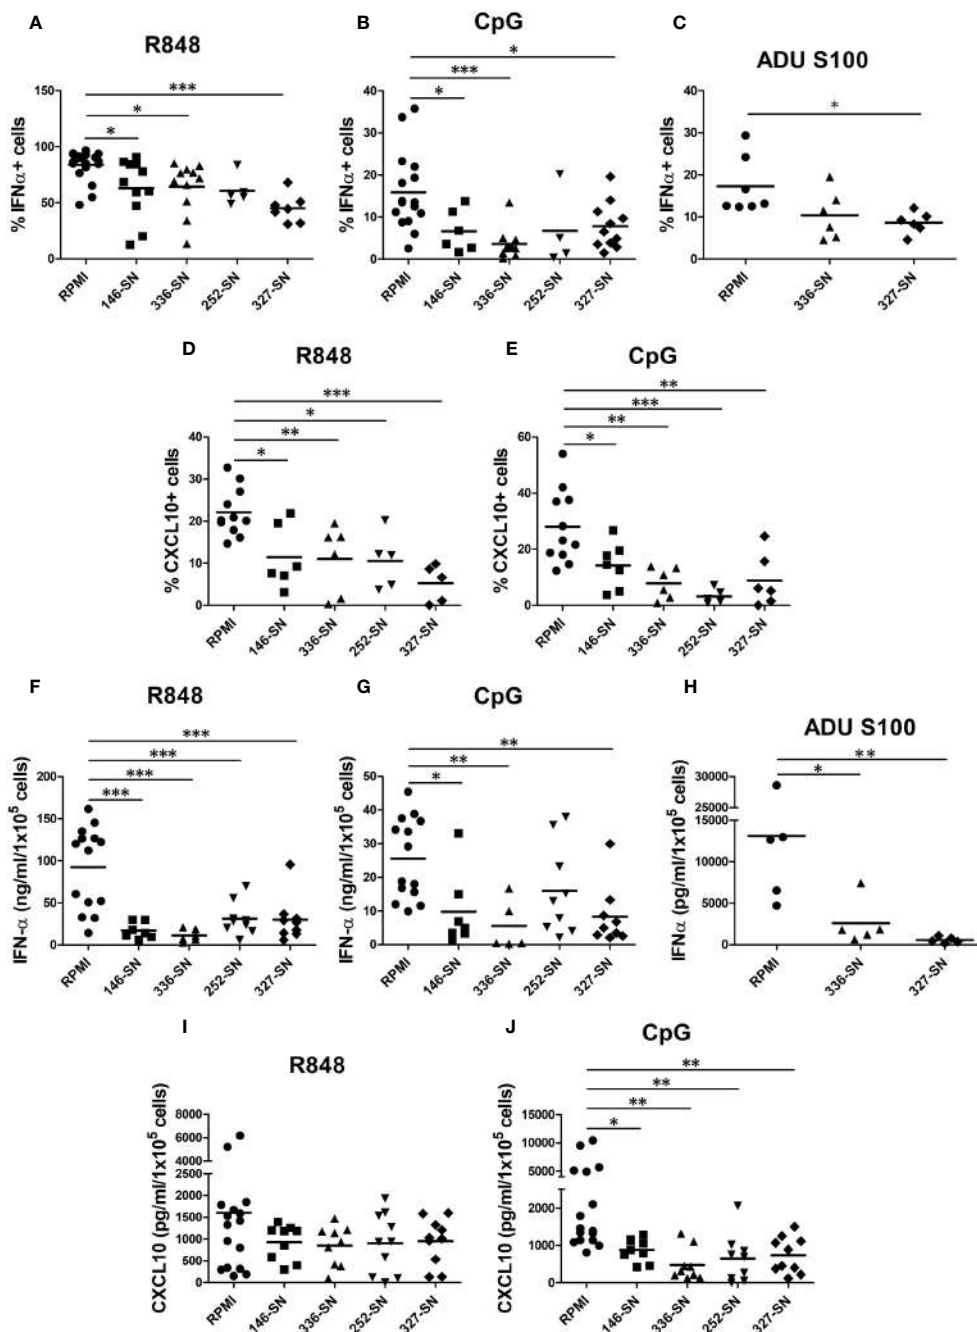 A
R848
% IFNα+ cells
150
100
50
0
***
*
*
RPMI
146-SN
336-SN
252-SN
327-SN
B
CpG
% IFNα+ cells
40
30
20
10
0
*
***
*
RPMI
146-SN
336-SN
252-SN
327-SN
C
ADU S100
% IFNα+ cells
40
30
20
10
0
*
RPMI
336-SN
327-SN
D
R848
% CXCL10+ cells
40
30
20
10
0
***
*
**
*
RPMI
146-SN
336-SN
252-SN
327-SN
E
CpG
% CXCL10+ cells
60
40
20
0
**
***
**
*
RPMI
146-SN
336-SN
252-SN
327-SN
F
R848
IFN-α (ng/ml/1x10⁵ cells)
200
150
100
50
0
***
***
***
***
RPMI
146-SN
336-SN
252-SN
327-SN
G
CpG
IFN-α (ng/ml/1x10⁵ cells)
50
40
30
20
10
0
**
**
*
RPMI
146-SN
336-SN
252-SN
327-SN
H
ADU S100
IFNα (pg/ml/1x10⁵ cells)
30000
25000
15000
10000
5000
0
**
*
RPMI
336-SN
327-SN
I
R848
CXCL10 (pg/ml/1x10⁵ cells)
8000
6000
4000
2500
2000
1500
1000
500
0
RPMI
146-SN
336-SN
252-SN
327-SN
J
CpG
CXCL10 (pg/ml/1x10⁵ cells)
15000
10000
5000
2000
1000
0
**
**
**
*
RPMI
146-SN
336-SN
252-SN
327-SN